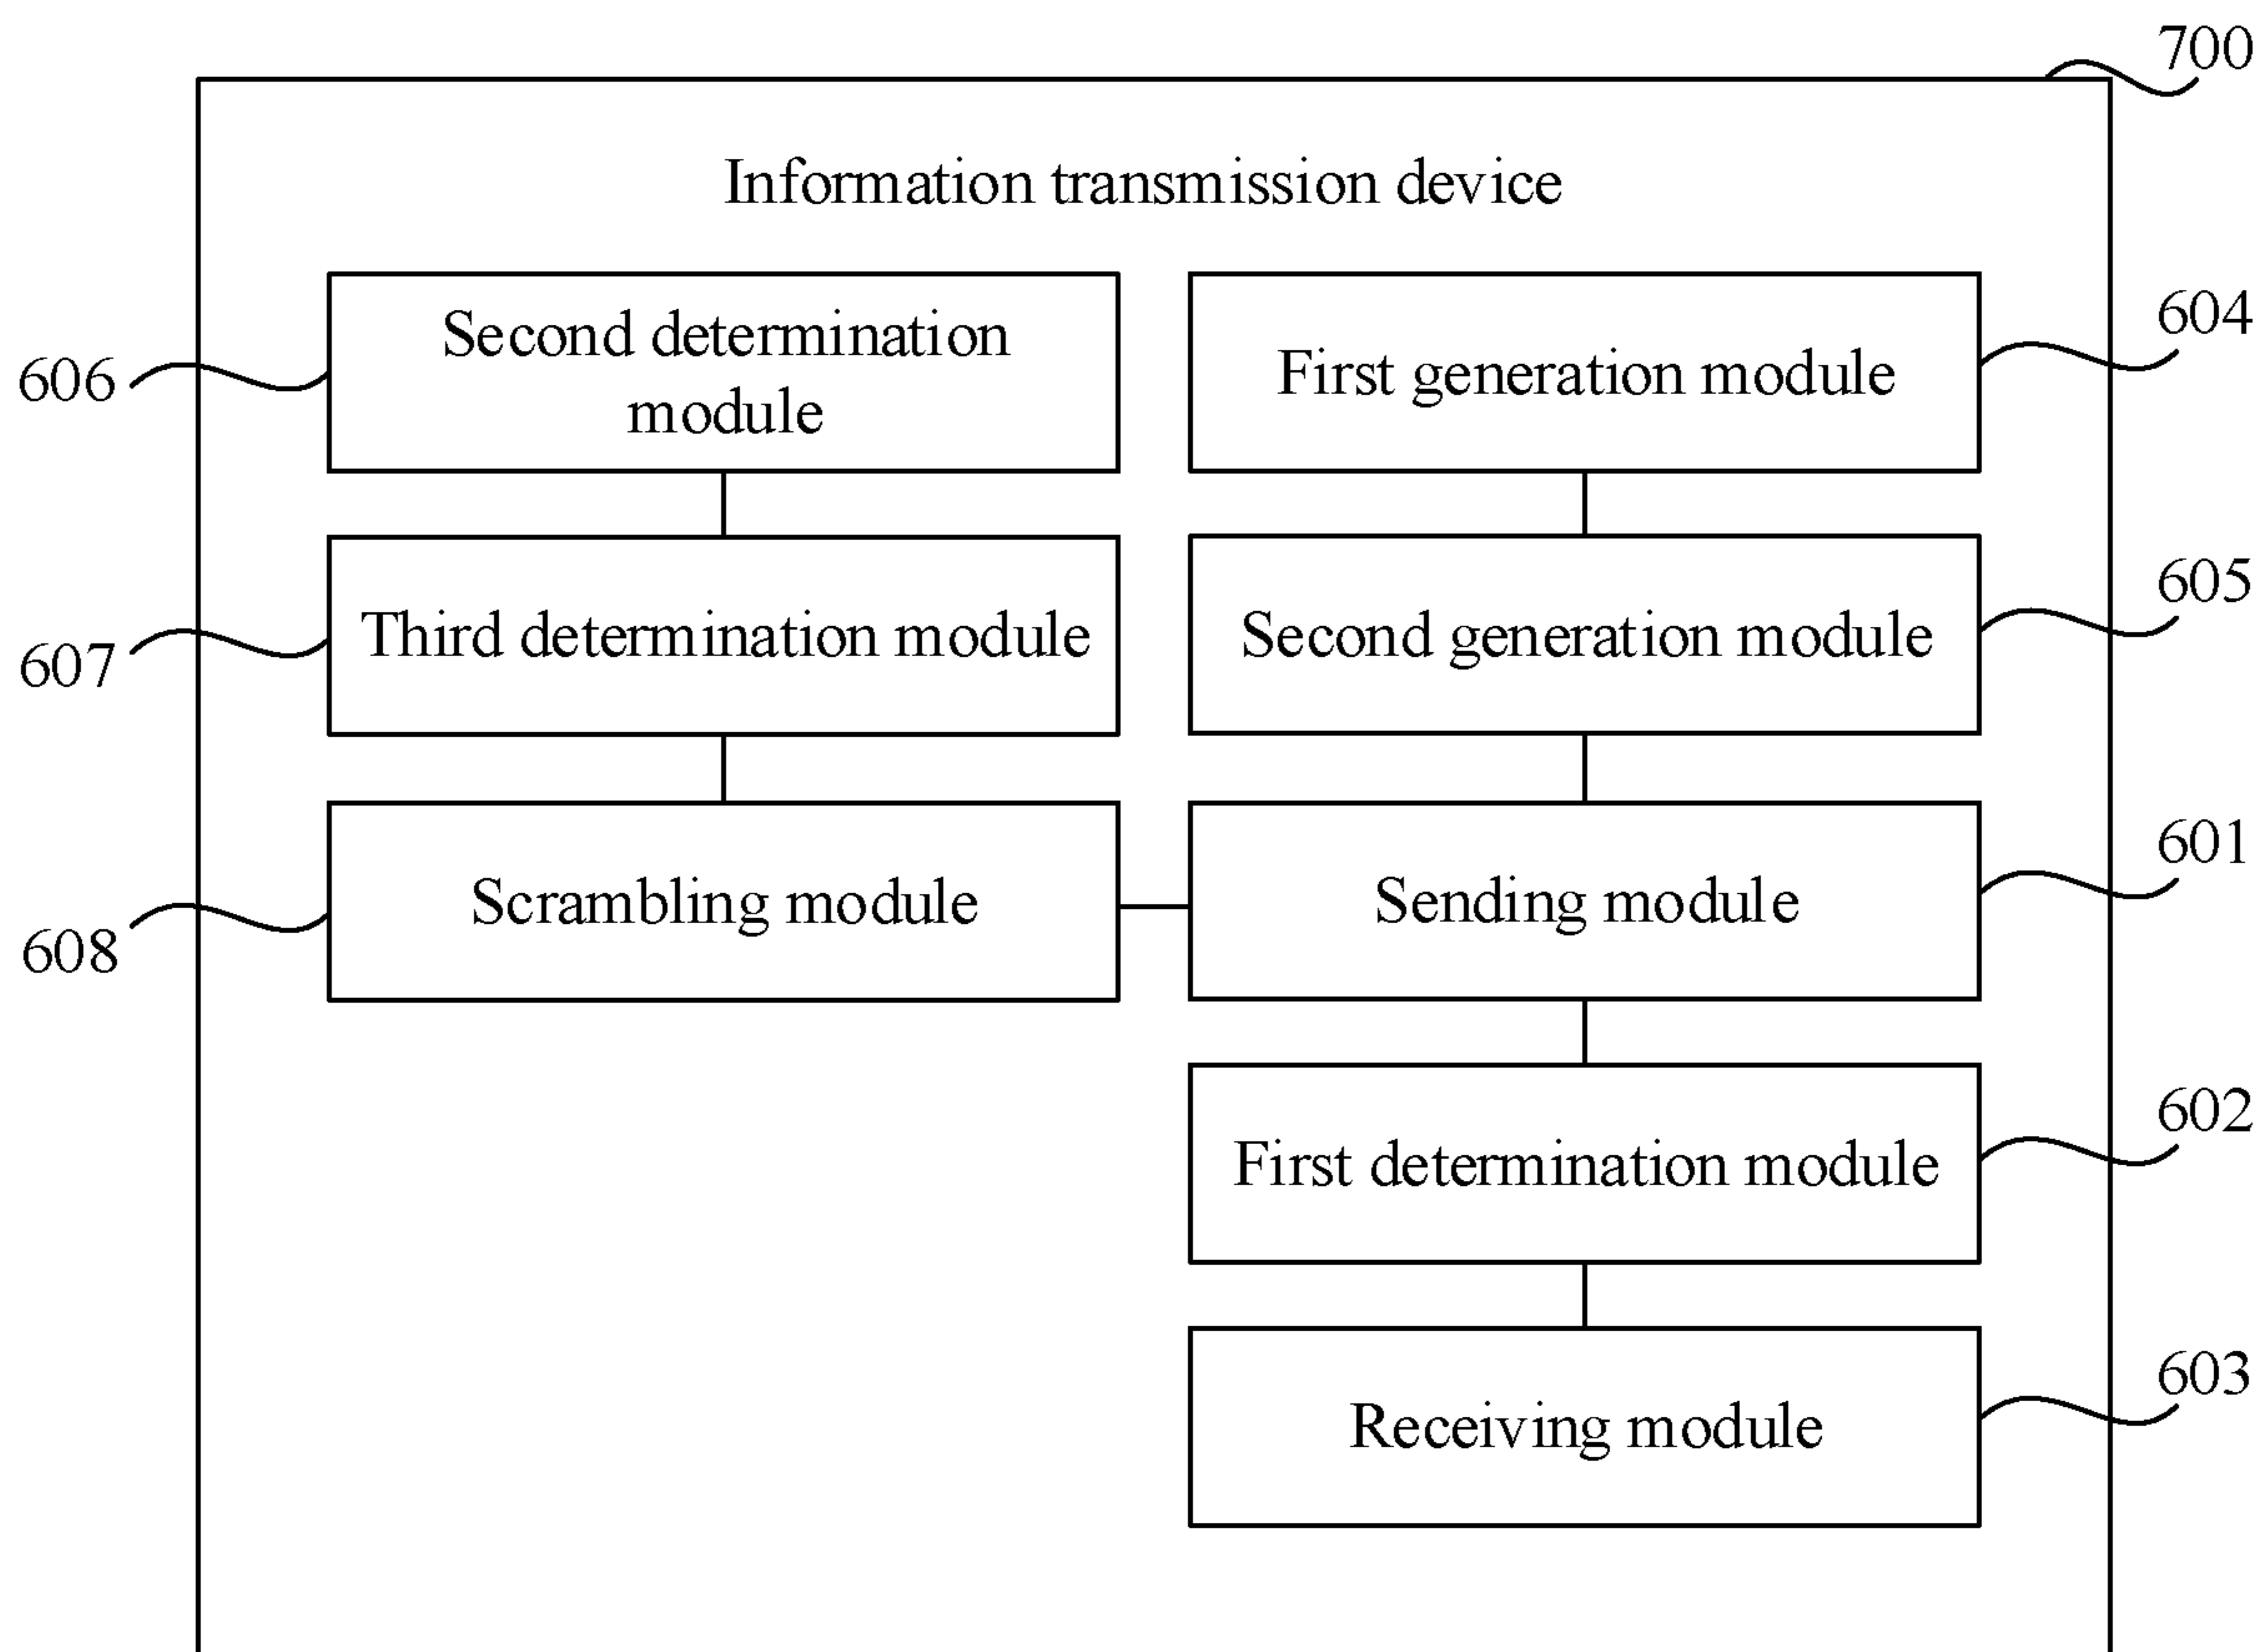 700
Information transmission device
606
Second determination
module
First generation module
604
607
Third determination module
Second generation module
605
608
Scrambling module
Sending module
601
First determination module
602
Receiving module
603